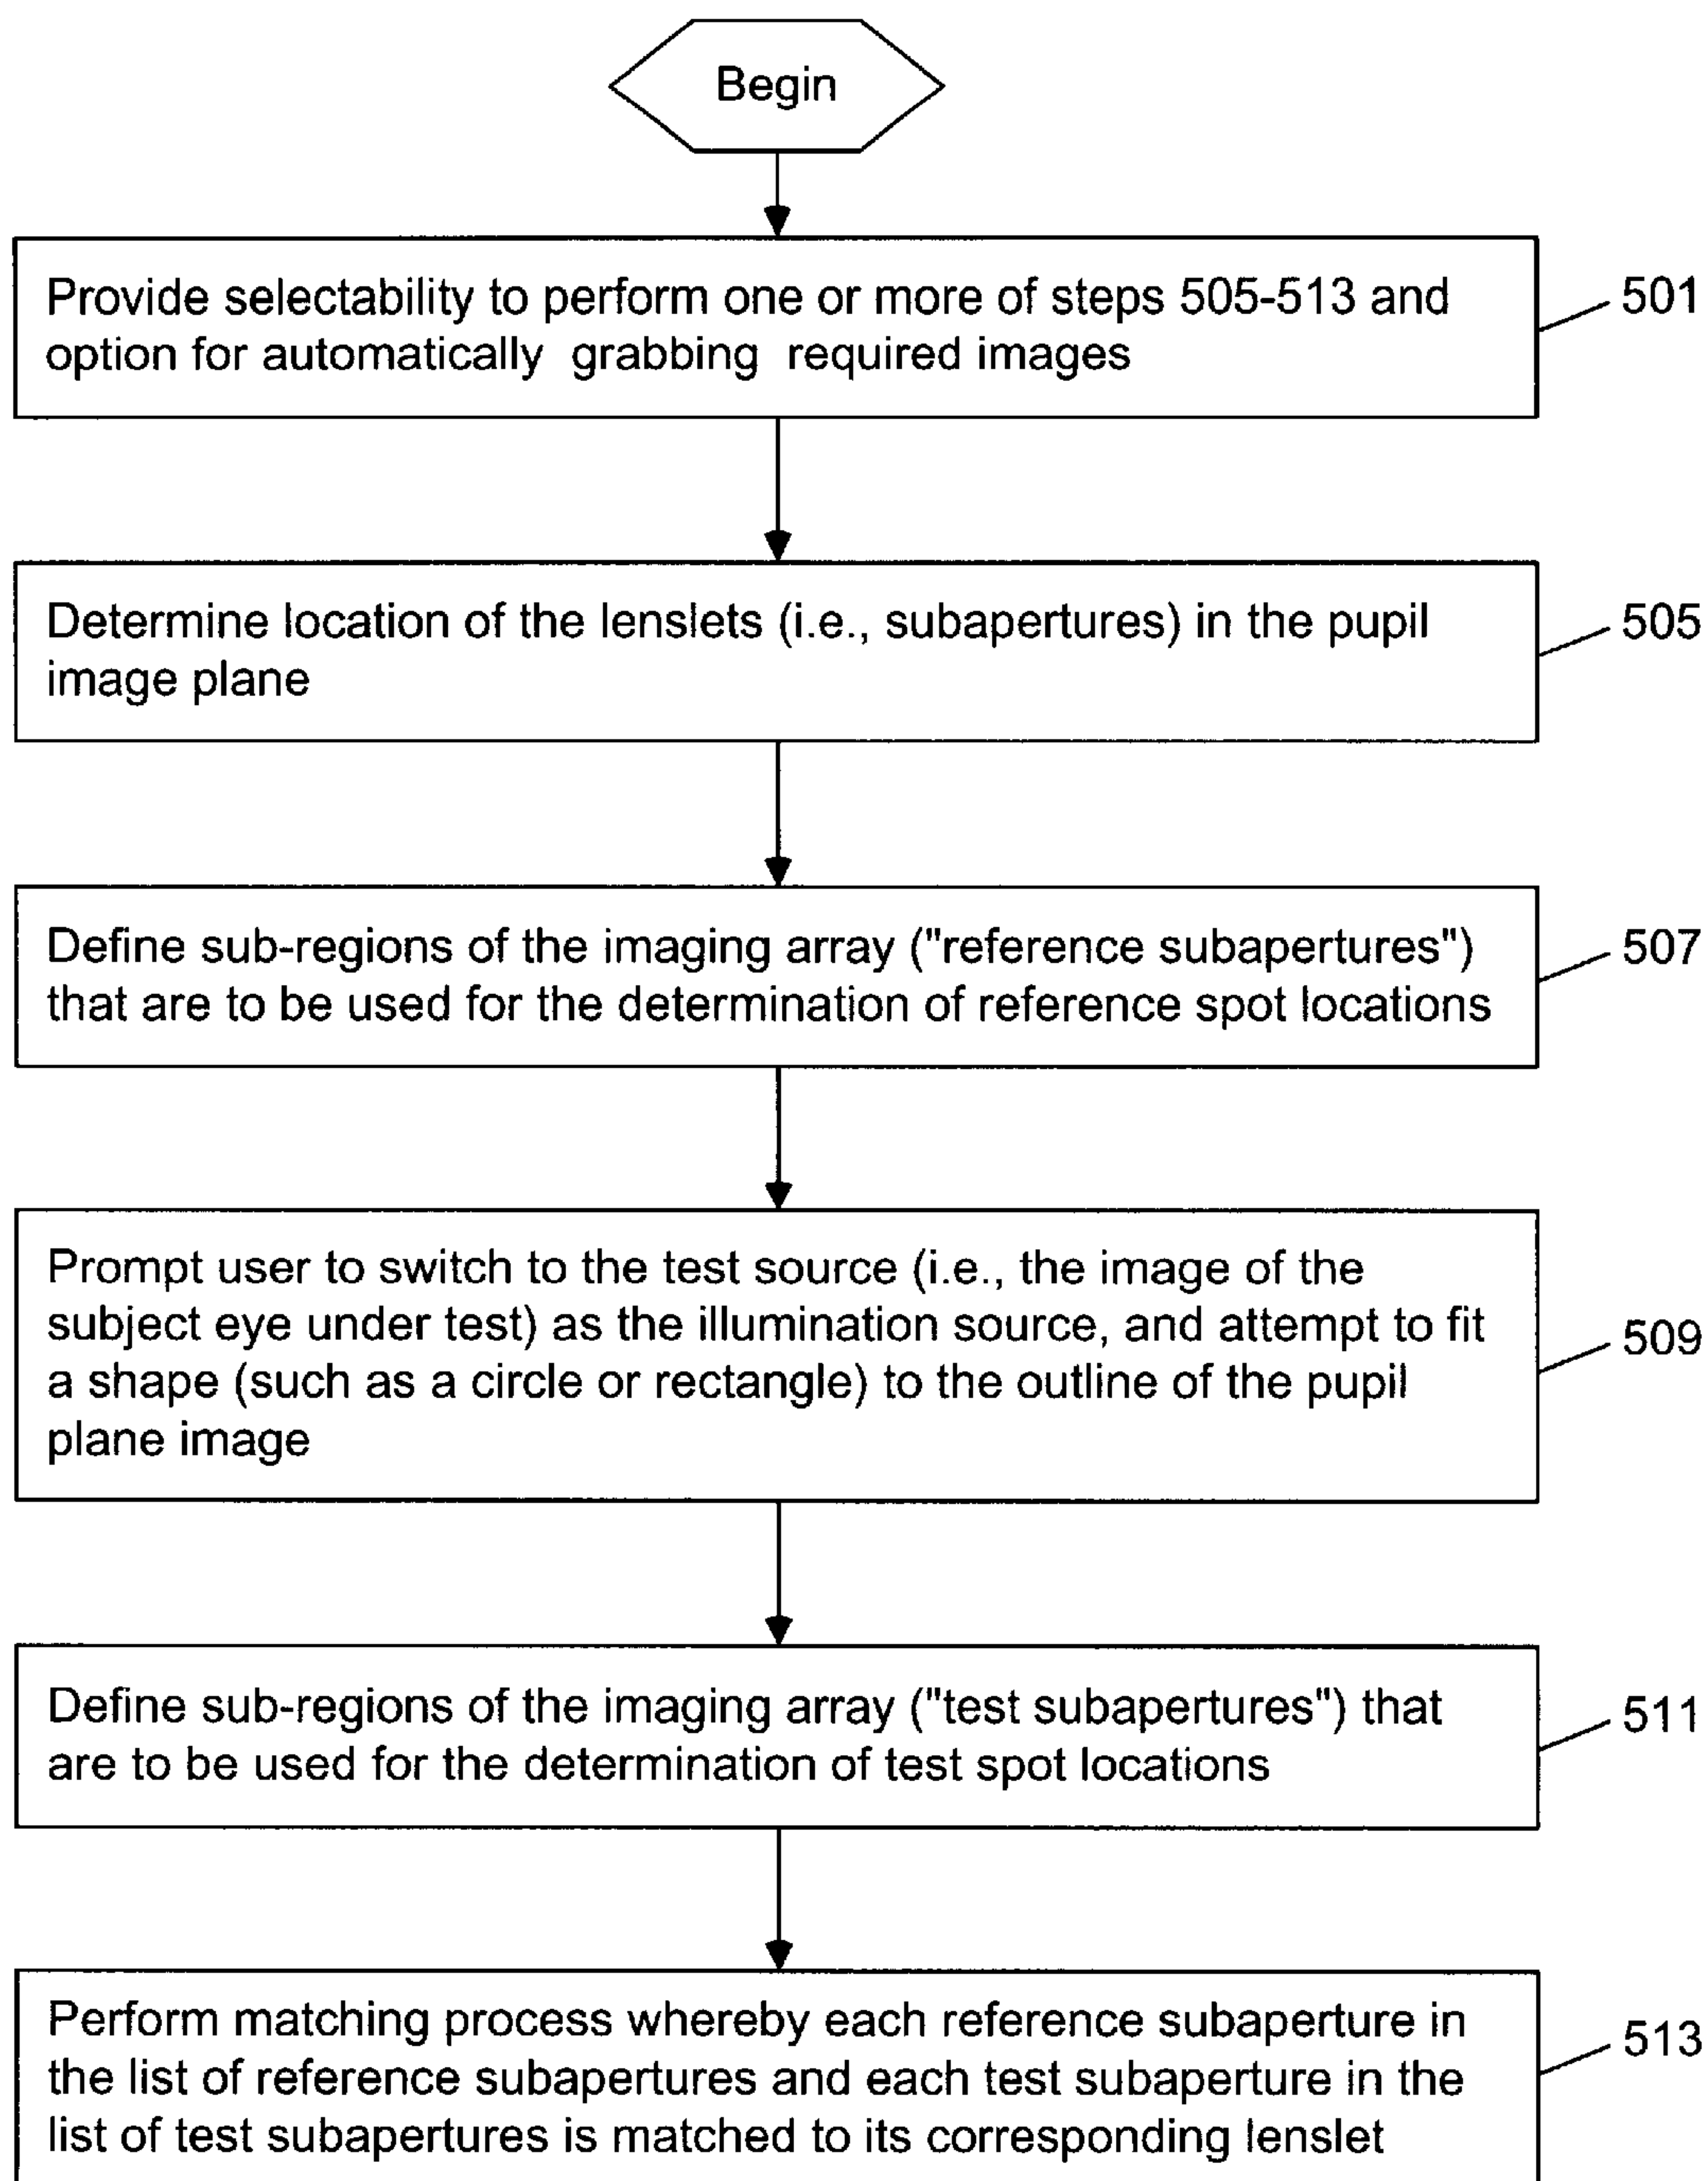 Begin
Provide selectability to perform one or more of steps 505-513 and
option for automatically grabbing required images
501
Determine location of the lenslets (i.e., subapertures) in the pupil
image plane
505
Define sub-regions of the imaging array ("reference subapertures")
that are to be used for the determination of reference spot locations
507
Prompt user to switch to the test source (i.e., the image of the
subject eye under test) as the illumination source, and attempt to fit
a shape (such as a circle or rectangle) to the outline of the pupil
plane image
509
Define sub-regions of the imaging array ("test subapertures") that
are to be used for the determination of test spot locations
511
Perform matching process whereby each reference subaperture in
the list of reference subapertures and each test subaperture in the
list of test subapertures is matched to its corresponding lenslet
513